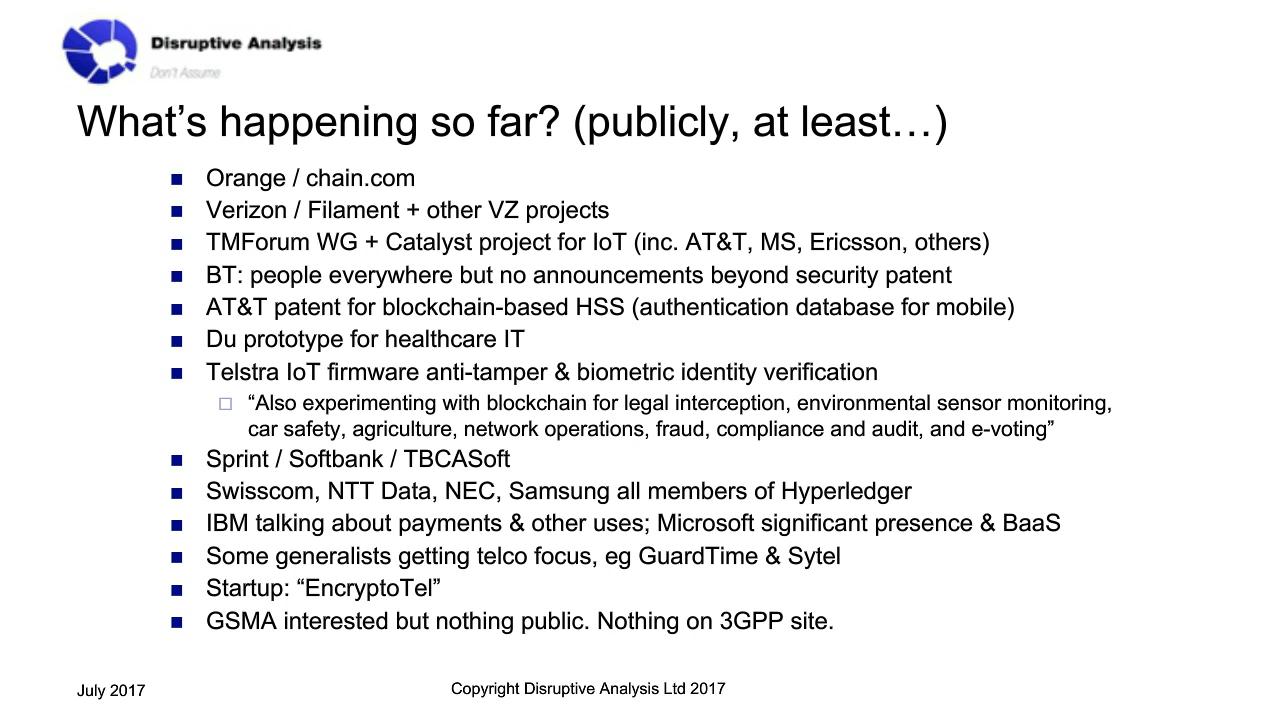 Disruptive Analysis
Don't Assume
What’s happening so far? (publicly, at least…)
Orange / chain.com
Verizon / Filament + other VZ projects
TMForum WG + Catalyst project for IoT (inc. AT&T, MS, Ericsson, others)
BT: people everywhere but no announcements beyond security patent
AT&T patent for blockchain-based HSS (authentication database for mobile)
Du prototype for healthcare IT
Telstra IoT firmware anti-tamper & biometric identity verification
“Also experimenting with blockchain for legal interception, environmental sensor monitoring,
car safety, agriculture, network operations, fraud, compliance and audit, and e-voting”
Sprint / Softbank / TBCASoft
Swisscom, NTT Data, NEC, Samsung all members of Hyperledger
IBM talking about payments & other uses; Microsoft significant presence & BaaS
Some generalists getting telco focus, eg GuardTime & Sytel
Startup: “EncryptoTel”
GSMA interested but nothing public. Nothing on 3GPP site.
July 2017
Copyright Disruptive Analysis Ltd 2017